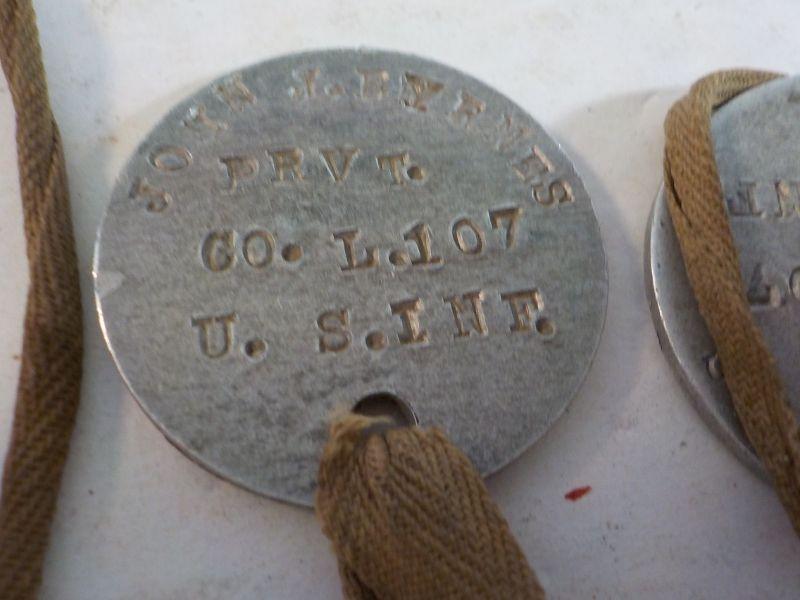 JOHN J. BYRNES
PRVT.
CO. L. 107
U. S. INF.